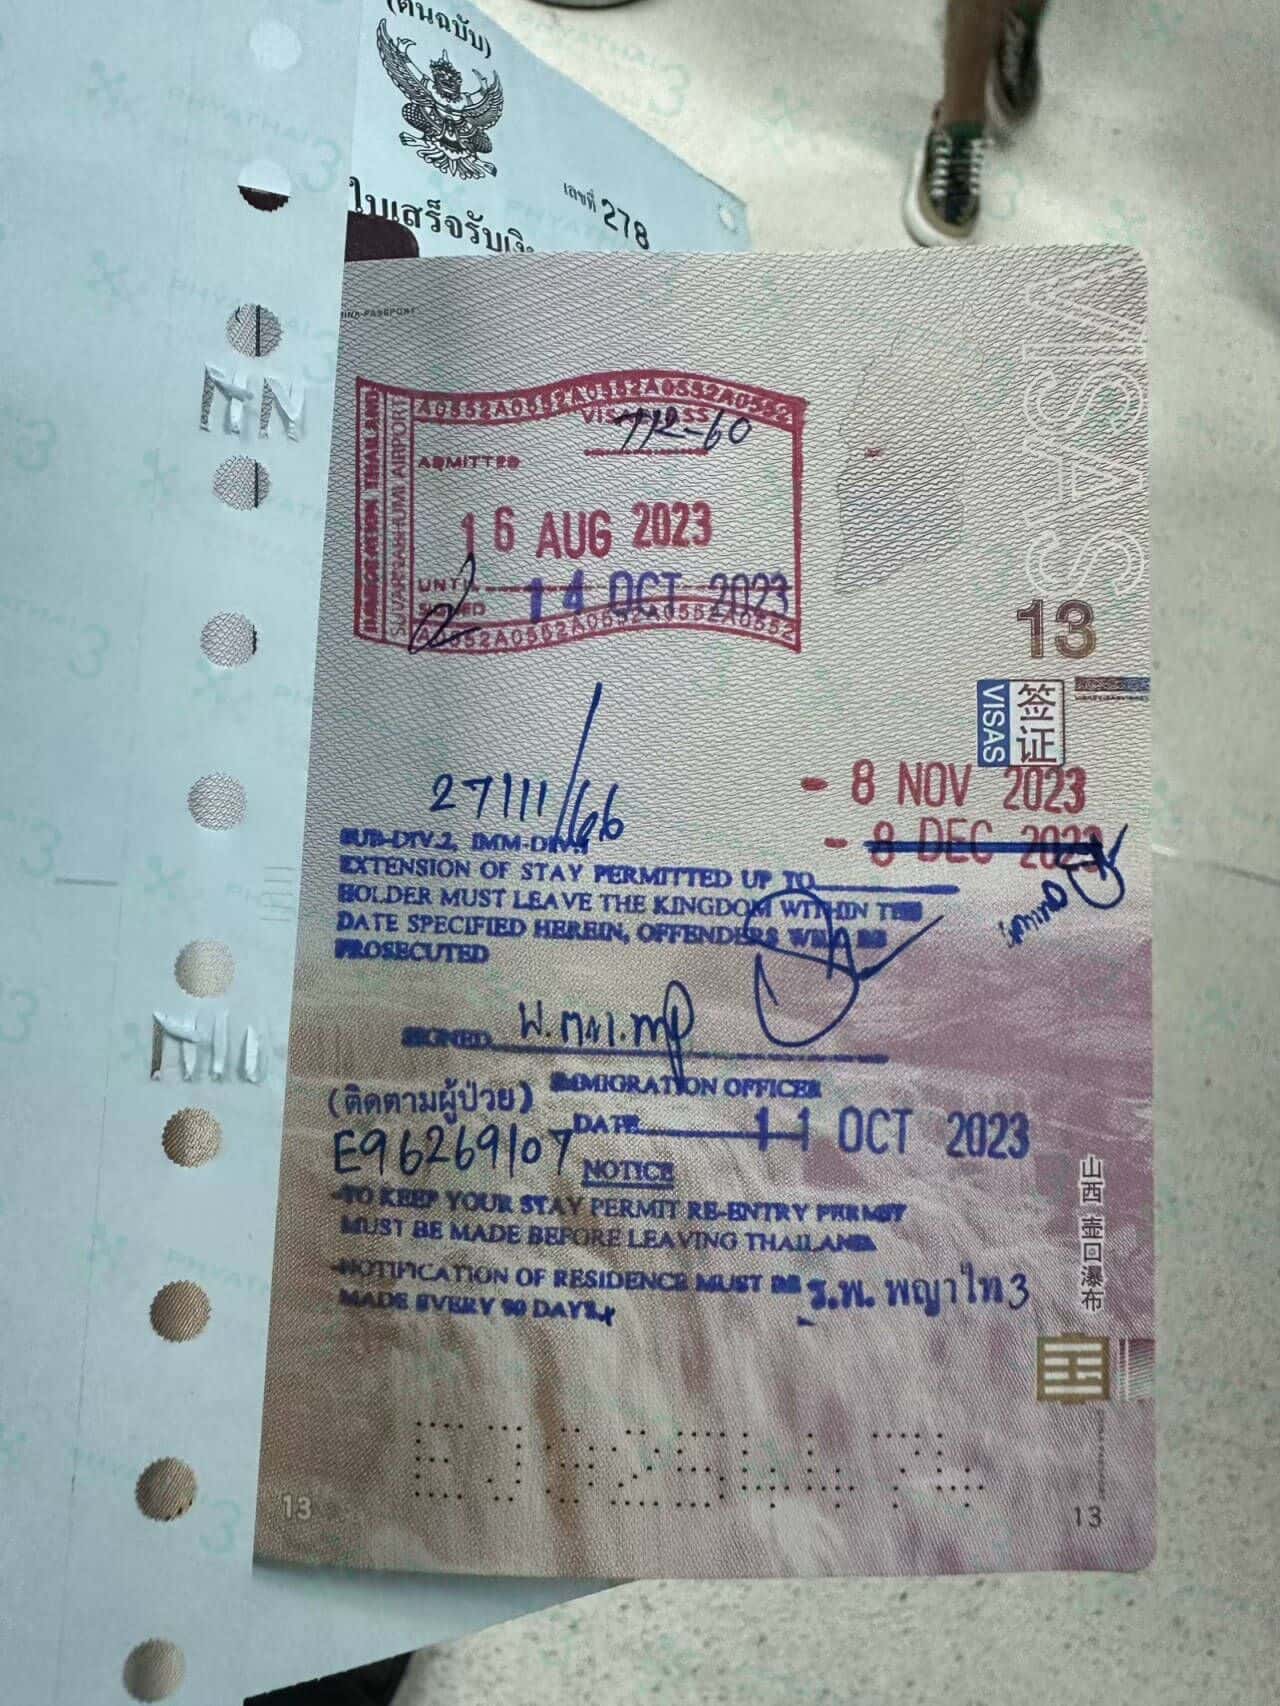 (ต้นฉบับ)
เลขที่ 278
ใบเสร็จรับเงิน
CHINA PASSPORT
VISAS
A0552A0552A0552A0552A0552A0552
IMMIGRATION THAILAND
SUVARNABHUMI AIRPORT
ADMITTED
16 AUG 2023
UNTIL 14 OCT 2023
SIGNED
A0552A0552A0552A0552A0552A0552
13
签证
VISAS
27111/66
- 8 NOV 2023
- 8 DEC 2023
SUB-DIV.2, IMM-DIV.1
EXTENSION OF STAY PERMITTED UP TO
HOLDER MUST LEAVE THE KINGDOM WITHIN THE
DATE SPECIFIED HEREIN, OFFENDERS WILL BE
PROSECUTED
SIGNED
IMMIGRATION OFFICER
(ติดตามผู้ป่วย)
DATE 11 OCT 2023
E96269107
NOTICE
-TO KEEP YOUR STAY PERMIT RE-ENTRY PERMIT
MUST BE MADE BEFORE LEAVING THAILAND
-NOTIFICATION OF RESIDENCE MUST BE
MADE EVERY 90 DAYS.
ร.พ. พญาไท3
山西 壶口瀑布
13
13